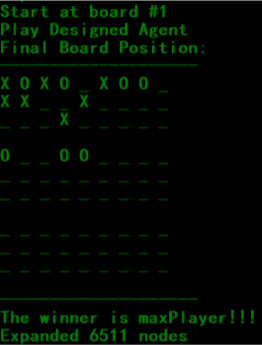 Start at board #1
Play Designed Agent
Final Board Position:
--------------------
X O X O _ X O O _
X X _ _ X _ _ _ _
_ _ _ X _ _ _ _ _

O _ _ O O _ _ _ _
_ _ _ _ _ _ _ _ _
_ _ _ _ _ _ _ _ _

_ _ _ _ _ _ _ _ _
_ _ _ _ _ _ _ _ _
_ _ _ _ _ _ _ _ _

--------------------
The winner is maxPlayer!!!
Expanded 6511 nodes